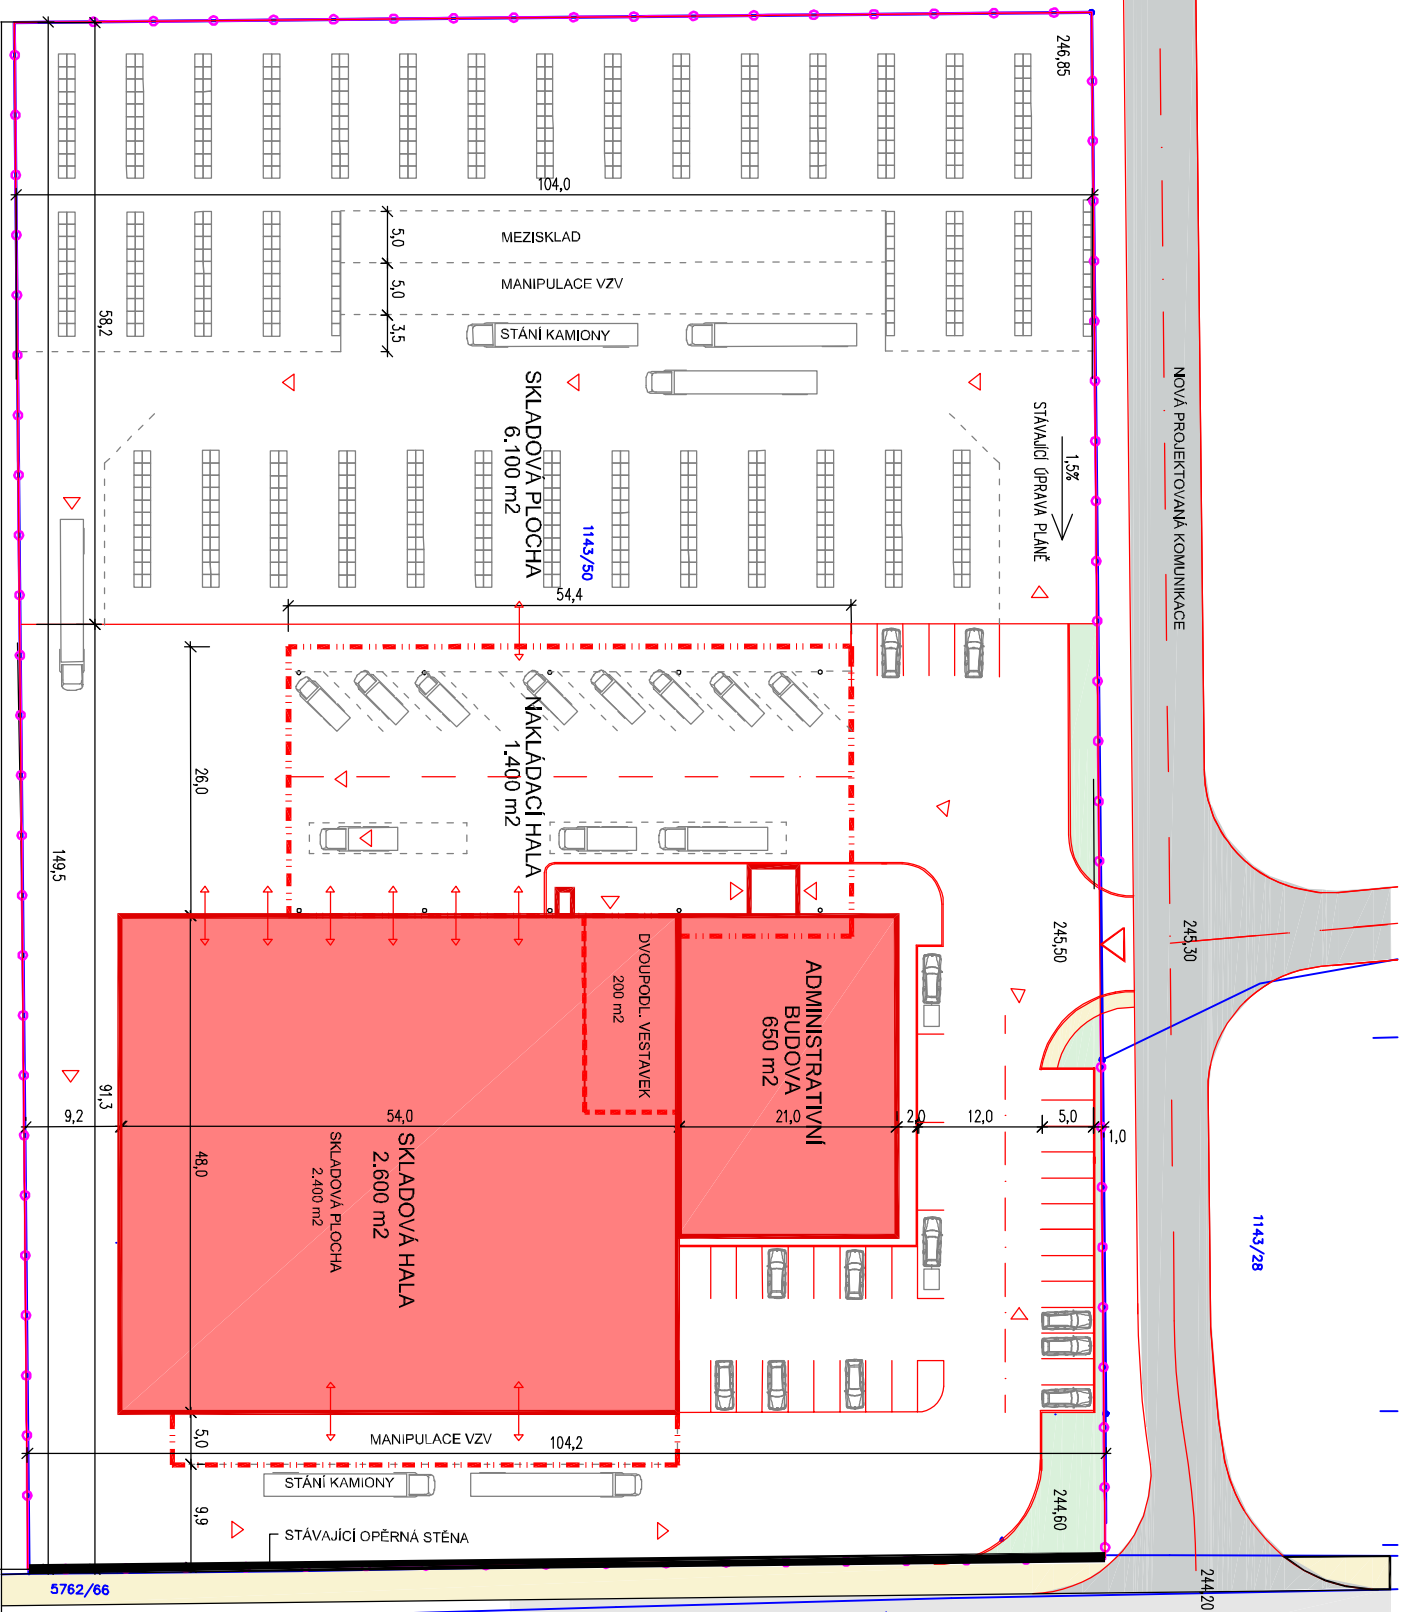 246,85
104,0
5,0
5,0
3,5
MEZISKLAD
MANIPULACE VZV
STÁNÍ KAMIONY
58,2
SKLADOVÁ PLOCHA
6.100 m2
1143/50
1,5%
STÁVAJÍCÍ ÚPRAVA PLÁNĚ
NOVÁ PROJEKTOVANÁ KOMUNIKACE
54,4
26,0
NAKLÁDACÍ HALA
1.400 m2
149,5
245,50
245,30
DVOUPODL. VESTAVEK
200 m2
ADMINISTRATIVNÍ
BUDOVA
650 m2
91,3
9,2
54,0
21,0
2,0
12,0
5,0
1,0
48,0
SKLADOVÁ HALA
2.600 m2
SKLADOVÁ PLOCHA
2.400 m2
1143/28
5,0
MANIPULACE VZV
104,2
STÁNÍ KAMIONY
9,9
STÁVAJÍCÍ OPĚRNÁ STĚNA
244,60
244,20
5762/66